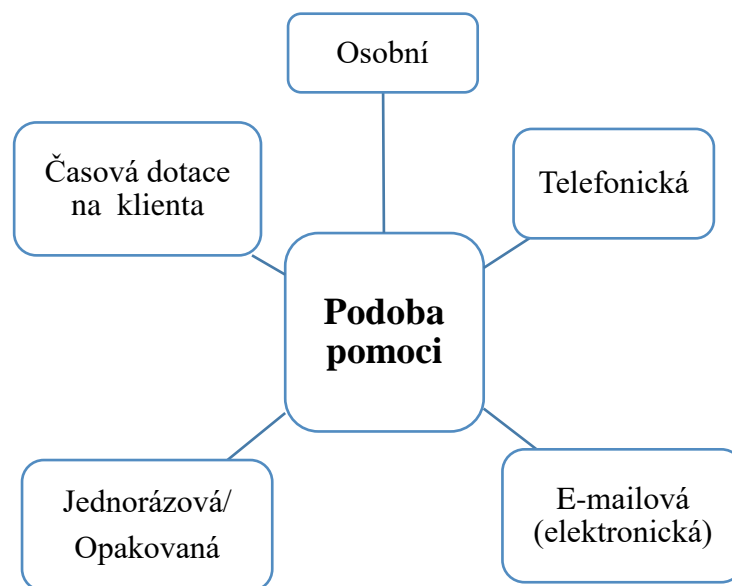 Osobní
Časová dotace
na klienta
Telefonická
Podoba
pomoci
Jednorázová/
Opakovaná
E-mailová
(elektronická)